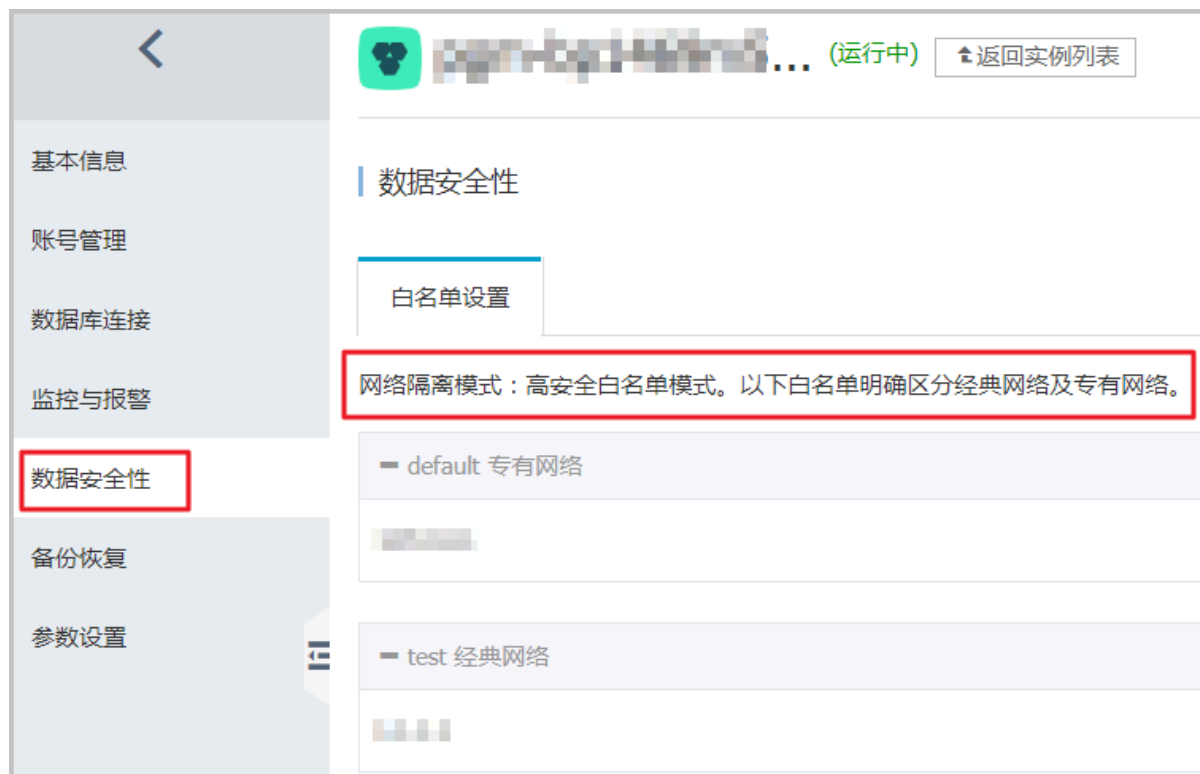 (运行中)
返回实例列表
基本信息
账号管理
数据库连接
监控与报警
数据安全性
备份恢复
参数设置
数据安全性
白名单设置
网络隔离模式：高安全白名单模式。以下白名单明确区分经典网络及专有网络。
default 专有网络
test 经典网络